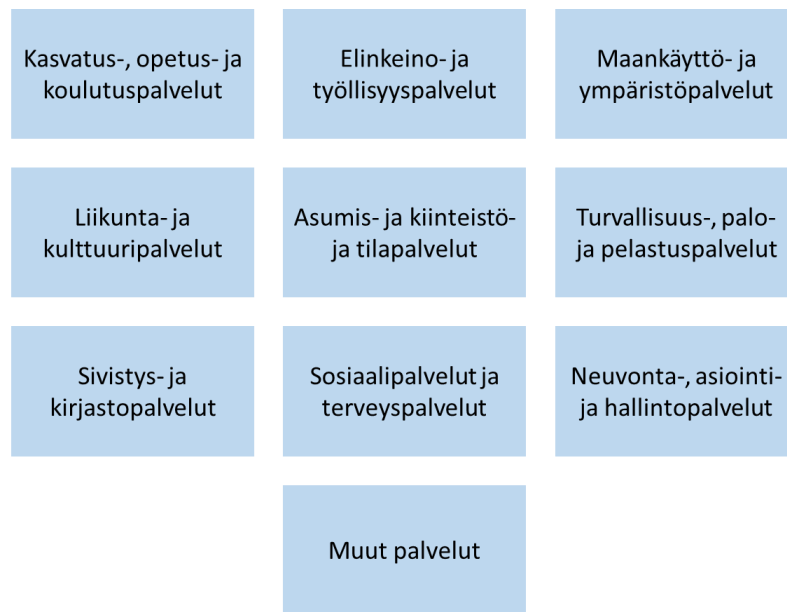 Kasvatus-, opetus- ja
koulutuspalvelut
Elinkeino- ja
työllisyyspalvelut
Maankäyttö- ja
ympäristöpalvelut
Liikunta- ja
kulttuuripalvelut
Asumis- ja kiinteistö-
ja tilapalvelut
Turvallisuus-, palo-
ja pelastuspalvelut
Sivistys- ja
kirjastopalvelut
Sosiaalipalvelut ja
terveyspalvelut
Neuvonta-, asiointi-
ja hallintopalvelut
Muut palvelut